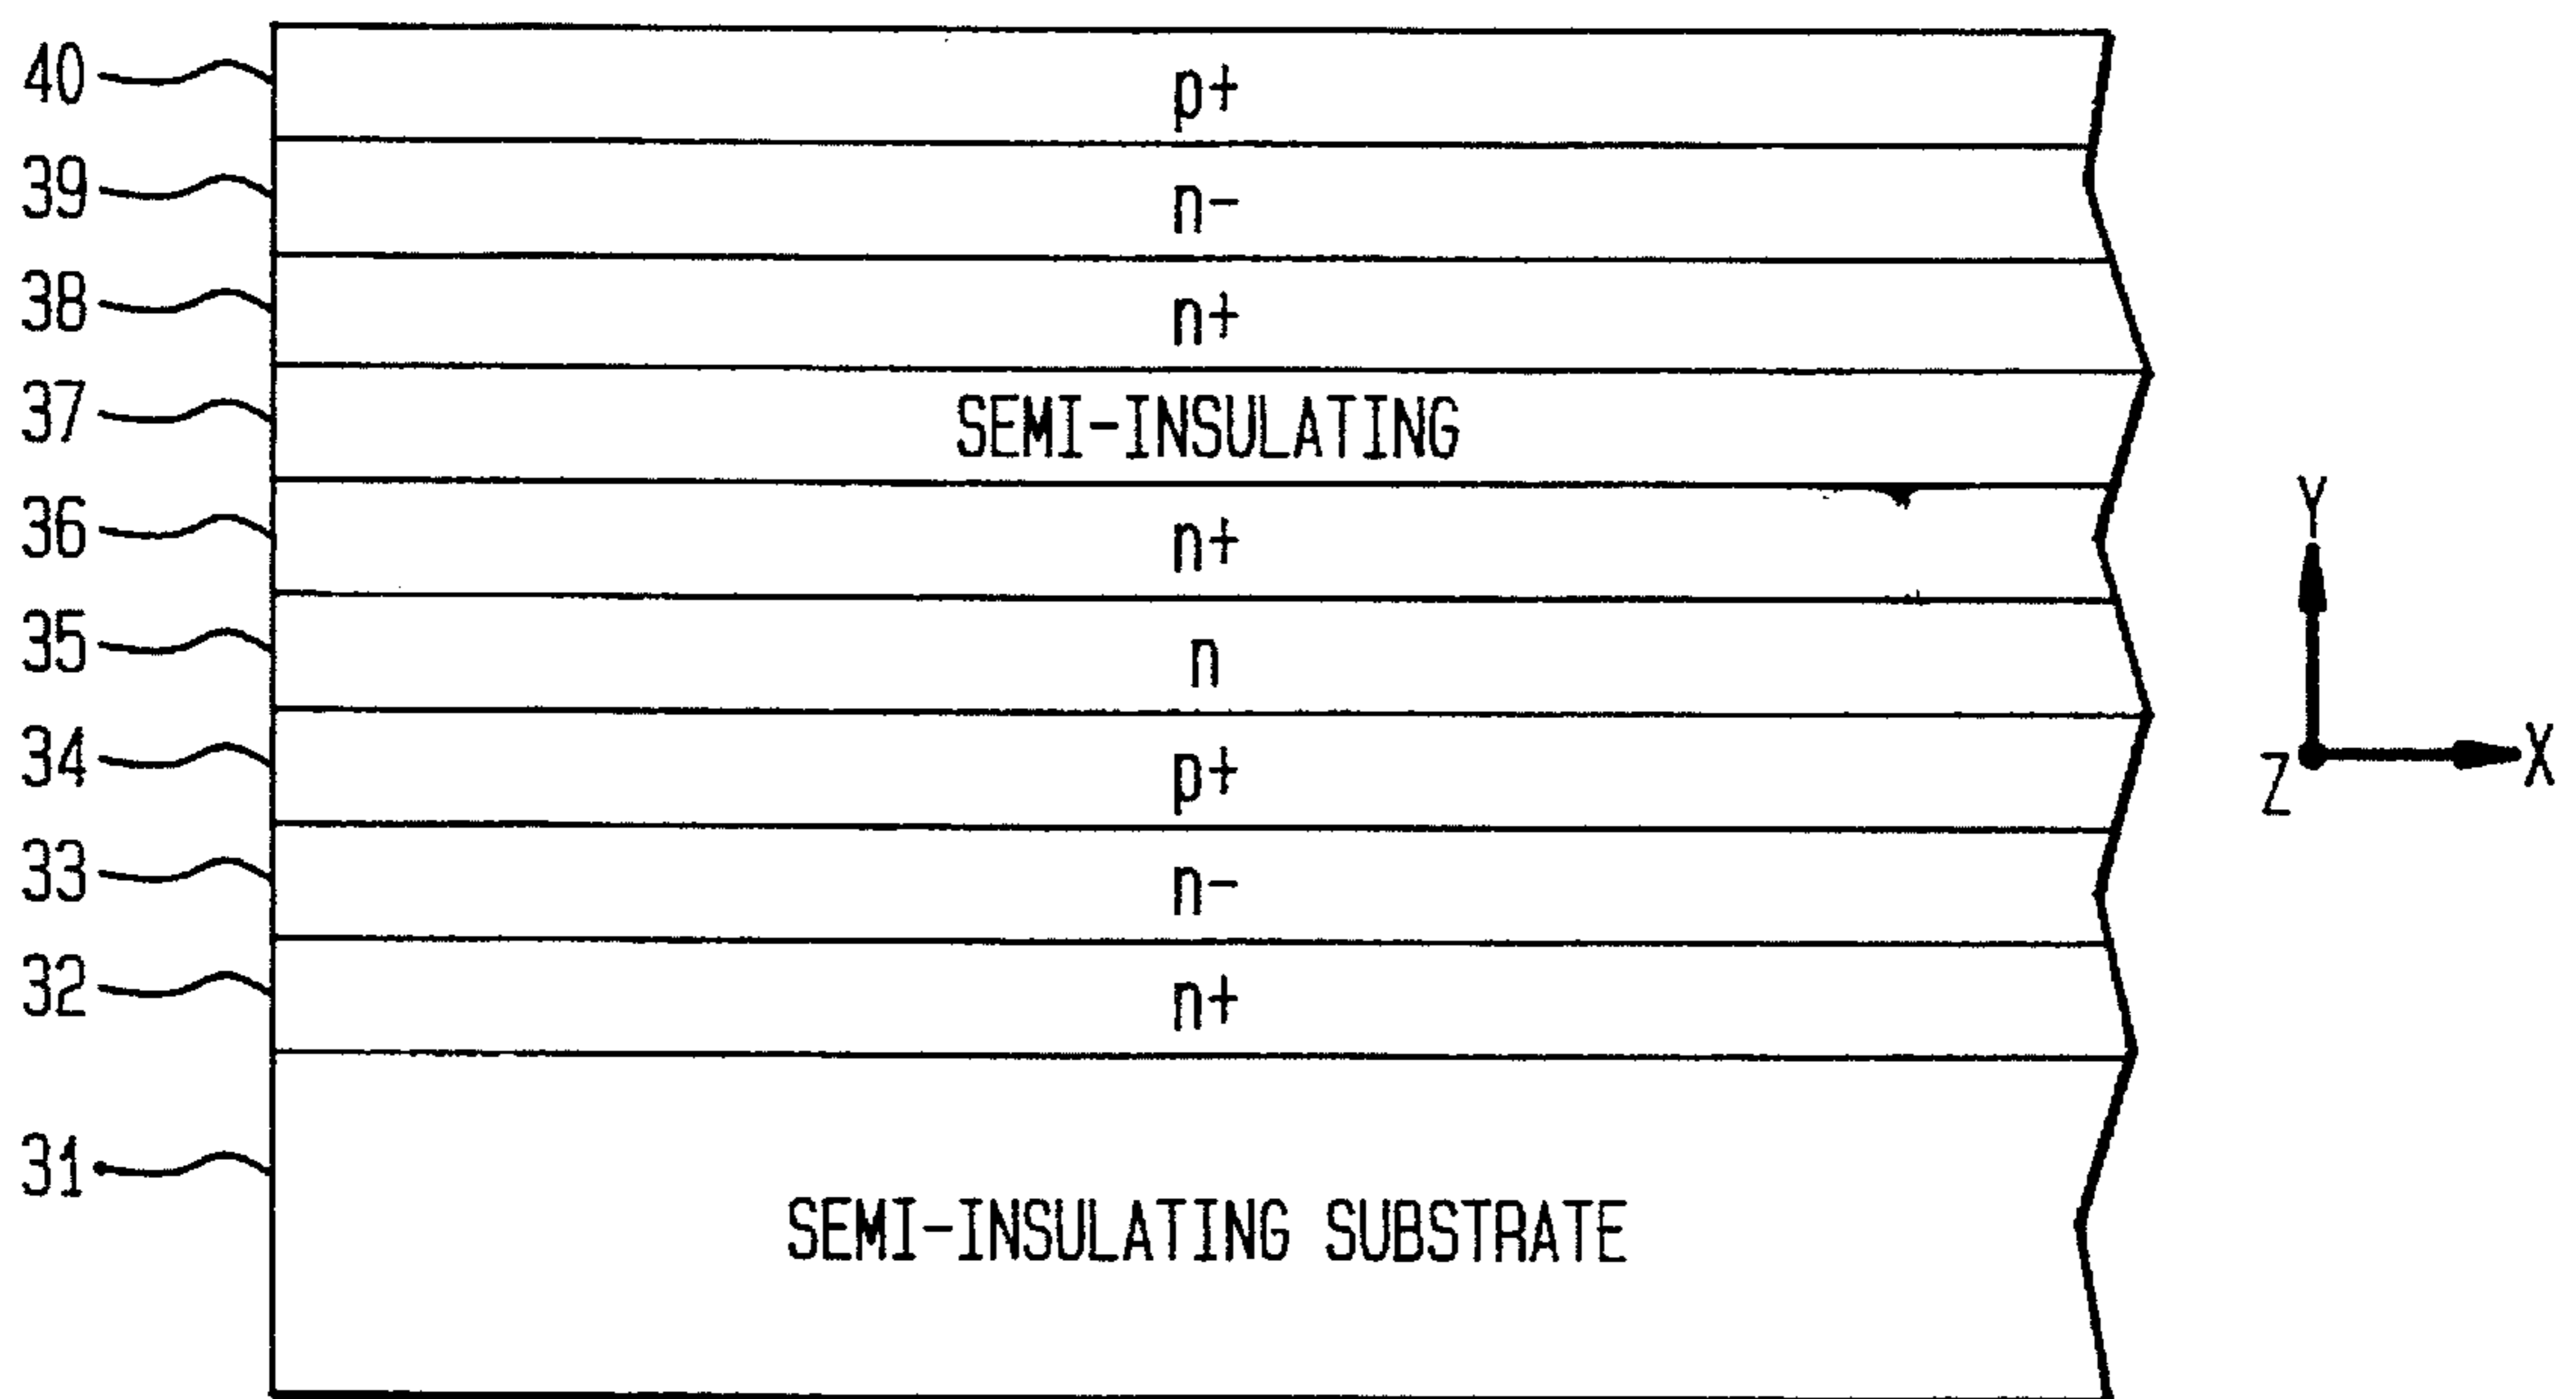 40 p+
39 n-
38 n+
37 SEMI-INSULATING
36 n+
35 n
34 p+
33 n-
32 n+
31 SEMI-INSULATING SUBSTRATE
Y
Z X